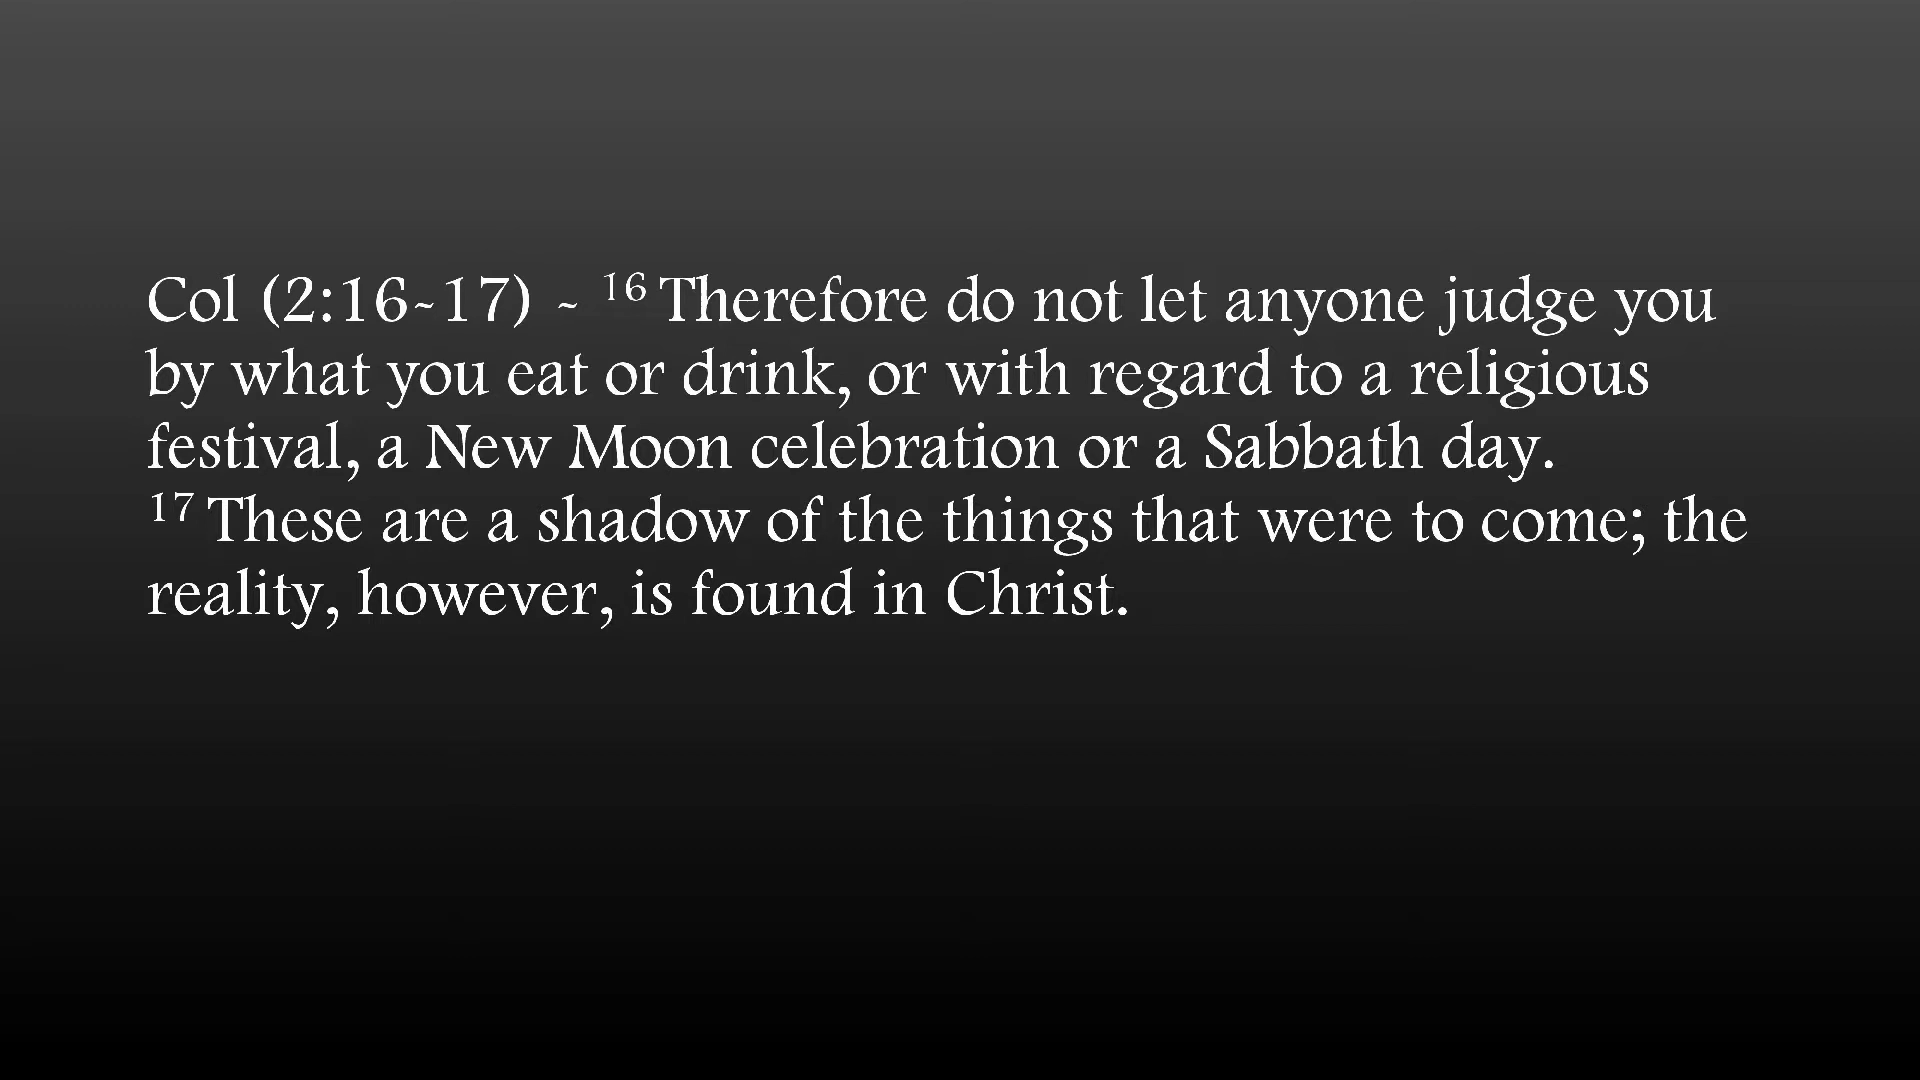 Col (2:16-17) - ¹⁶ Therefore do not let anyone judge you
by what you eat or drink, or with regard to a religious
festival, a New Moon celebration or a Sabbath day.
¹⁷ These are a shadow of the things that were to come; the
reality, however, is found in Christ.